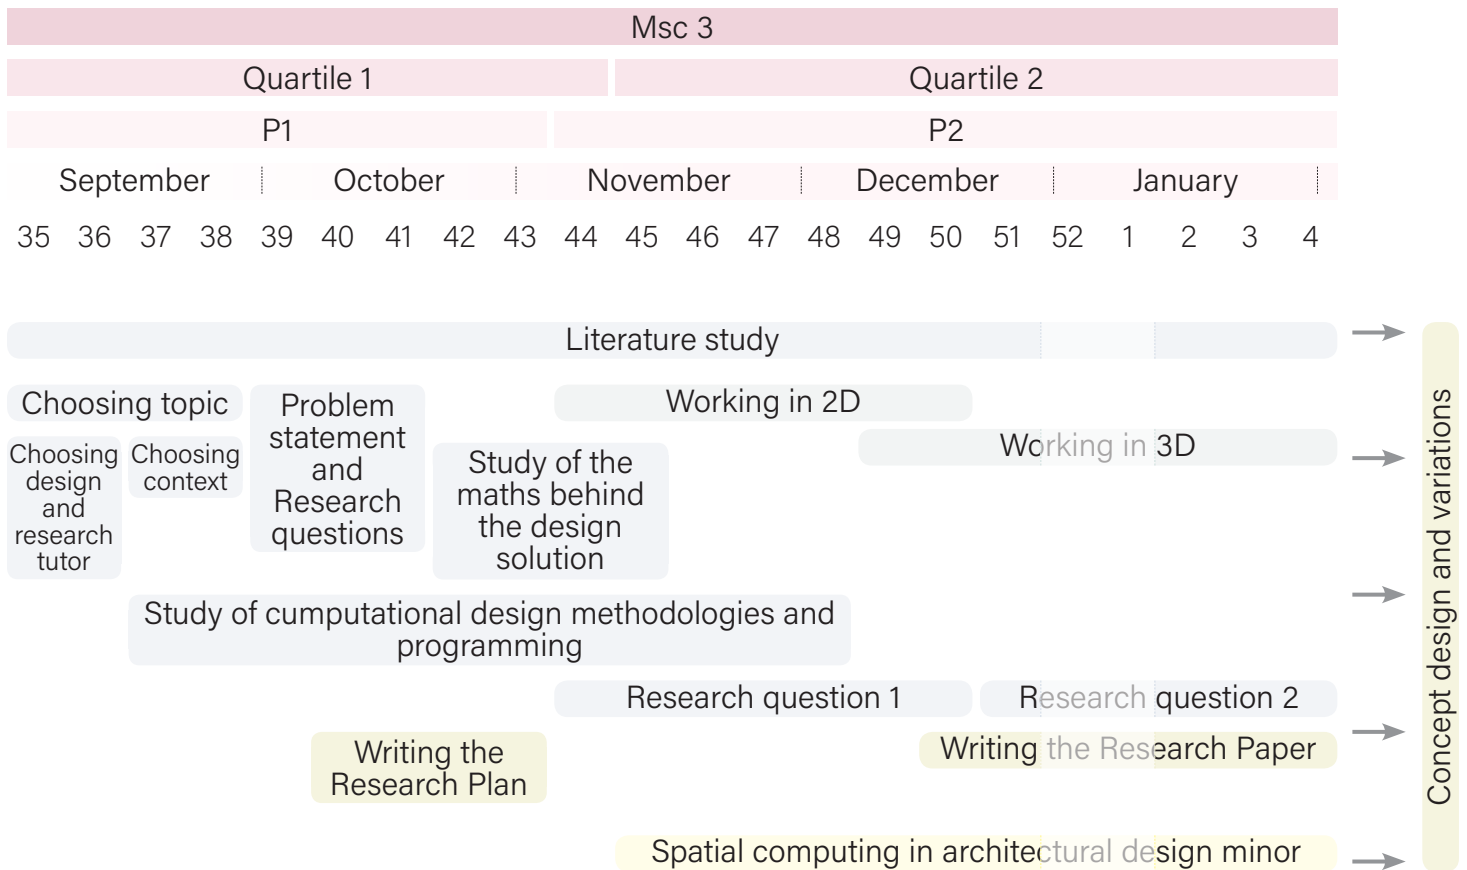 Msc 3
Quartile 1 Quartile 2
P1 P2
September October November December January
35 36 37 38 39 40 41 42 43 44 45 46 47 48 49 50 51 52 1 2 3 4
Literature study
Choosing topic
Choosing
design
and
research
tutor
Choosing
context
Problem
statement
and
Research
questions
Study of the
maths behind
the design
solution
Working in 2D
Working in 3D
Study of cumputational design methodologies and
programming
Research question 1
Research question 2
Writing the
Research Plan
Writing the Research Paper
Spatial computing in architectural design minor
Concept design and variations